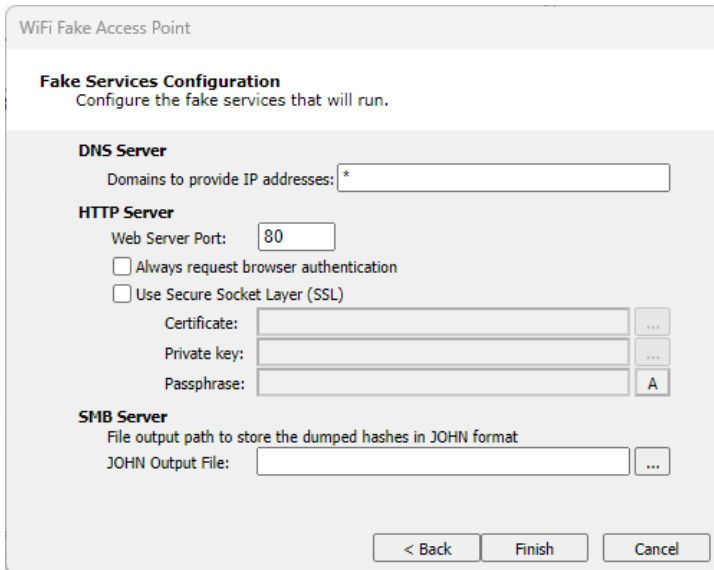 WiFi Fake Access Point
Fake Services Configuration
Configure the fake services that will run.
DNS Server
Domains to provide IP addresses: *
HTTP Server
Web Server Port: 80
Always request browser authentication
Use Secure Socket Layer (SSL)
Certificate: ...
Private key: ...
Passphrase: A
SMB Server
File output path to store the dumped hashes in JOHN format
JOHN Output File: ...
< Back Finish Cancel